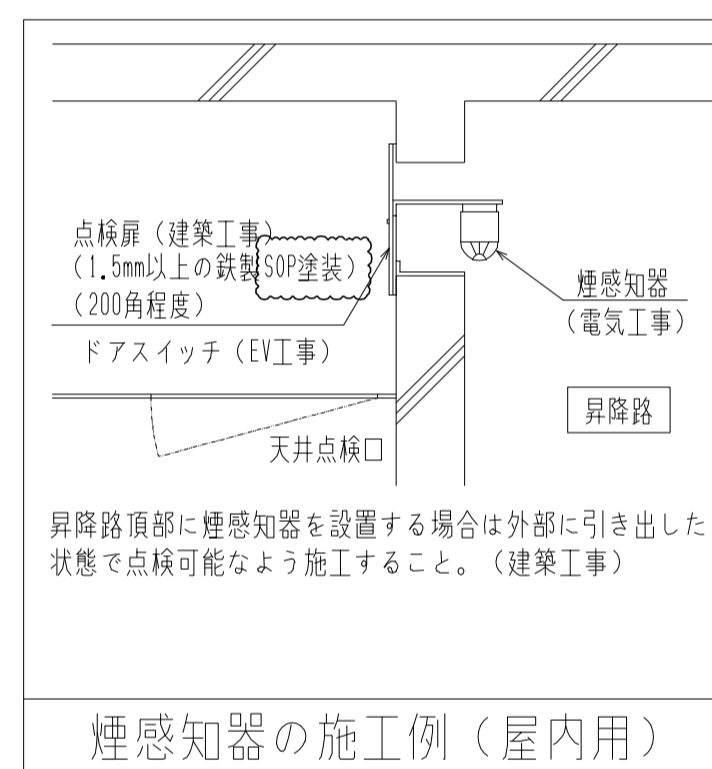 点検扉（建築工事）
（1.5mm以上の鉄製SOP塗装）
（200角程度）
ドアスイッチ（EV工事）
煙感知器
（電気工事）
昇降路
天井点検口
昇降路頂部に煙感知器を設置する場合は外部に引き出した
状態で点検可能なよう施工すること。（建築工事）
煙感知器の施工例（屋内用）